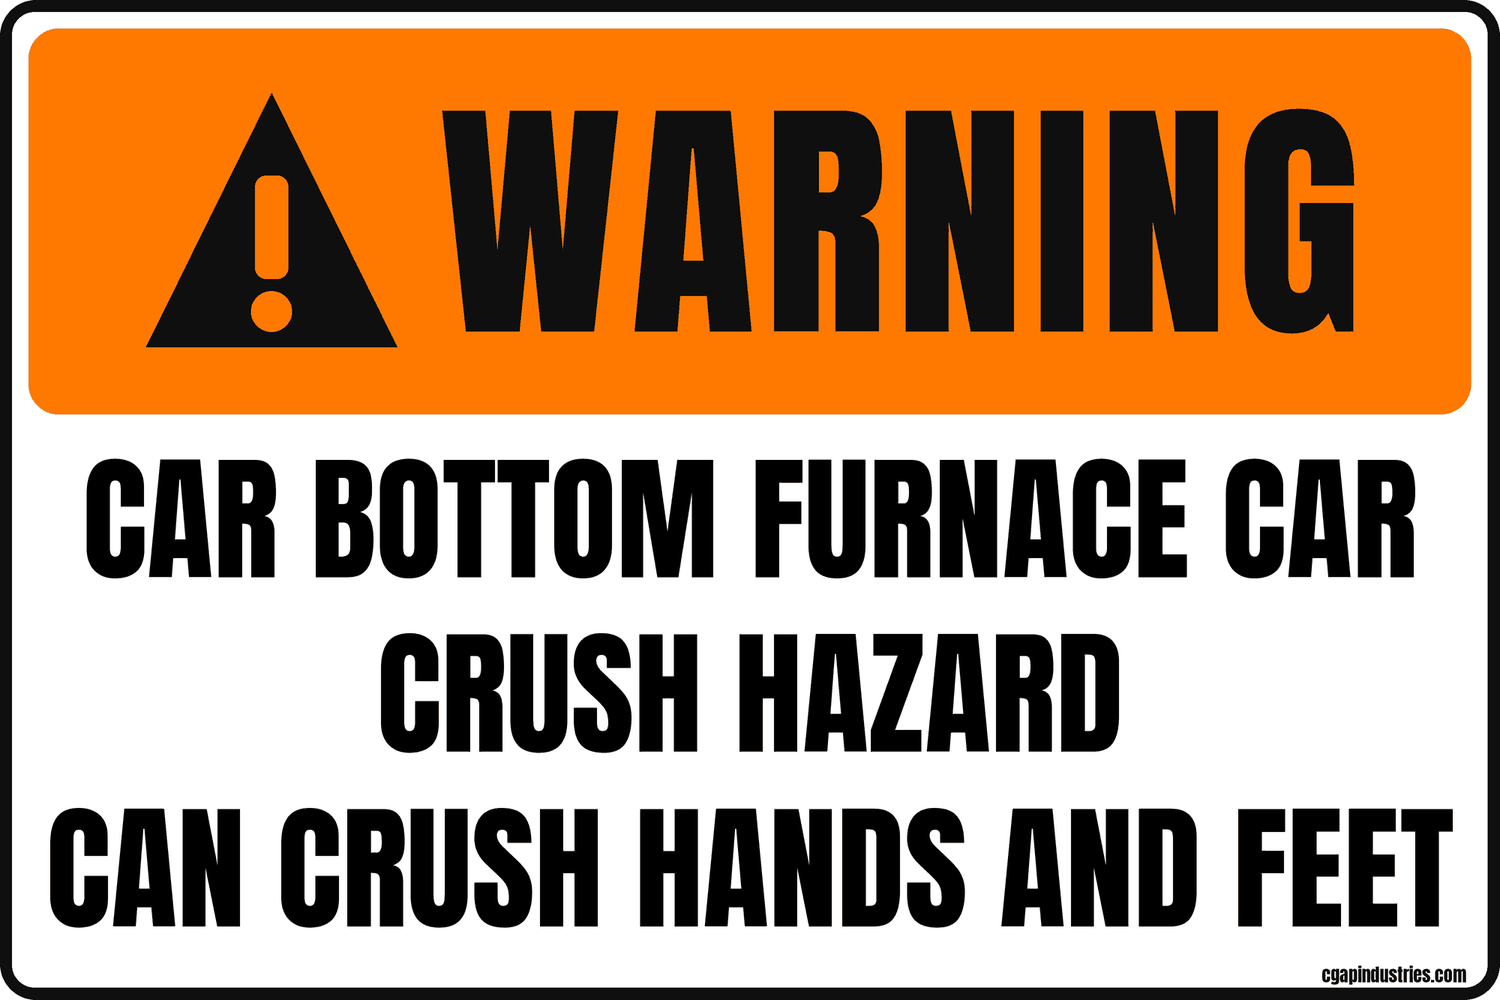 WARNING
CAR BOTTOM FURNACE CAR
CRUSH HAZARD
CAN CRUSH HANDS AND FEET
cgapindustries.com